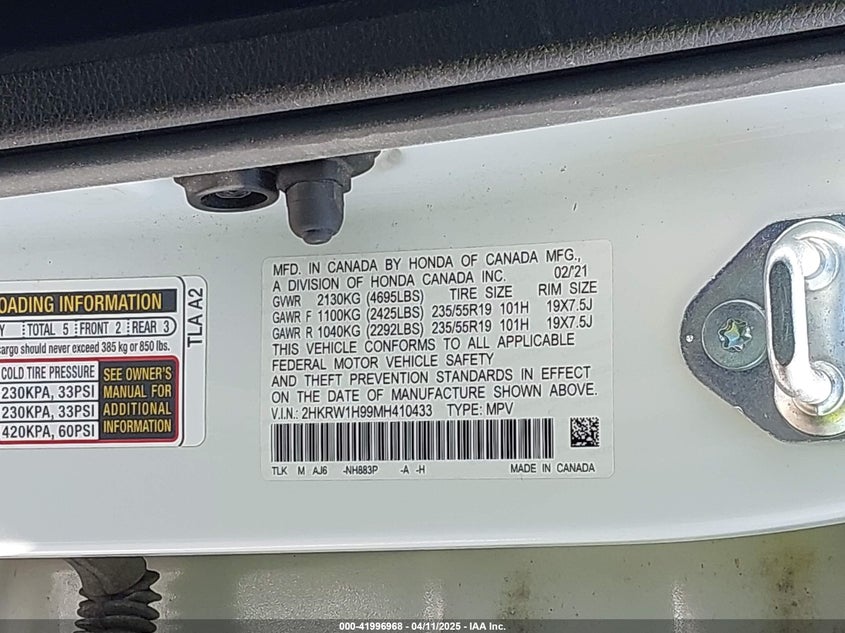 OADING INFORMATION
Y TOTAL 5 FRONT 2 REAR 3
cargo should never exceed 385 kg or 850 lbs.
COLD TIRE PRESSURE
230KPA, 33PSI
230KPA, 33PSI
420KPA, 60PSI
SEE OWNER'S
MANUAL FOR
ADDITIONAL
INFORMATION
TLA A2
MFD. IN CANADA BY HONDA OF CANADA MFG.,
A DIVISION OF HONDA CANADA INC. 02/'21
GVWR 2130KG (4695LBS) TIRE SIZE RIM SIZE
GAWR F 1100KG (2425LBS) 235/55R19 101H 19X7.5J
GAWR R 1040KG (2292LBS) 235/55R19 101H 19X7.5J
THIS VEHICLE CONFORMS TO ALL APPLICABLE
FEDERAL MOTOR VEHICLE SAFETY
AND THEFT PREVENTION STANDARDS IN EFFECT
ON THE DATE OF MANUFACTURE SHOWN ABOVE.
V.I.N.: 2HKRW1H99MH410433 TYPE: MPV
TLK M AJ6 -NH883P -A -H MADE IN CANADA
000-41996968 - 04/11/2025 - IAA Inc.